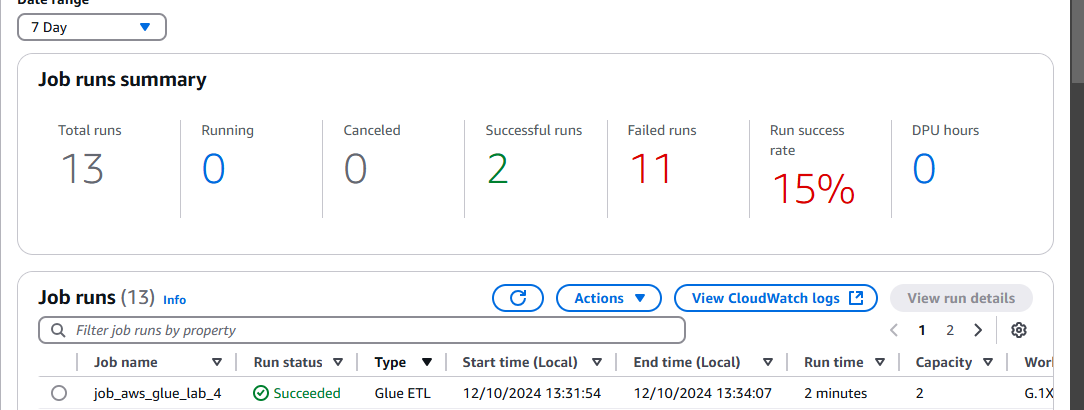 Date range
7 Day
Job runs summary
Total runs
13
Running
0
Canceled
0
Successful runs
2
Failed runs
11
Run success
rate
15%
DPU hours
0
Job runs (13) Info
Actions
View CloudWatch logs
View run details
Filter job runs by property
1 2
Job name Run status Type Start time (Local) End time (Local) Run time Capacity
job_aws_glue_lab_4 Succeeded Glue ETL 12/10/2024 13:31:54 12/10/2024 13:34:07 2 minutes 2 G.1X